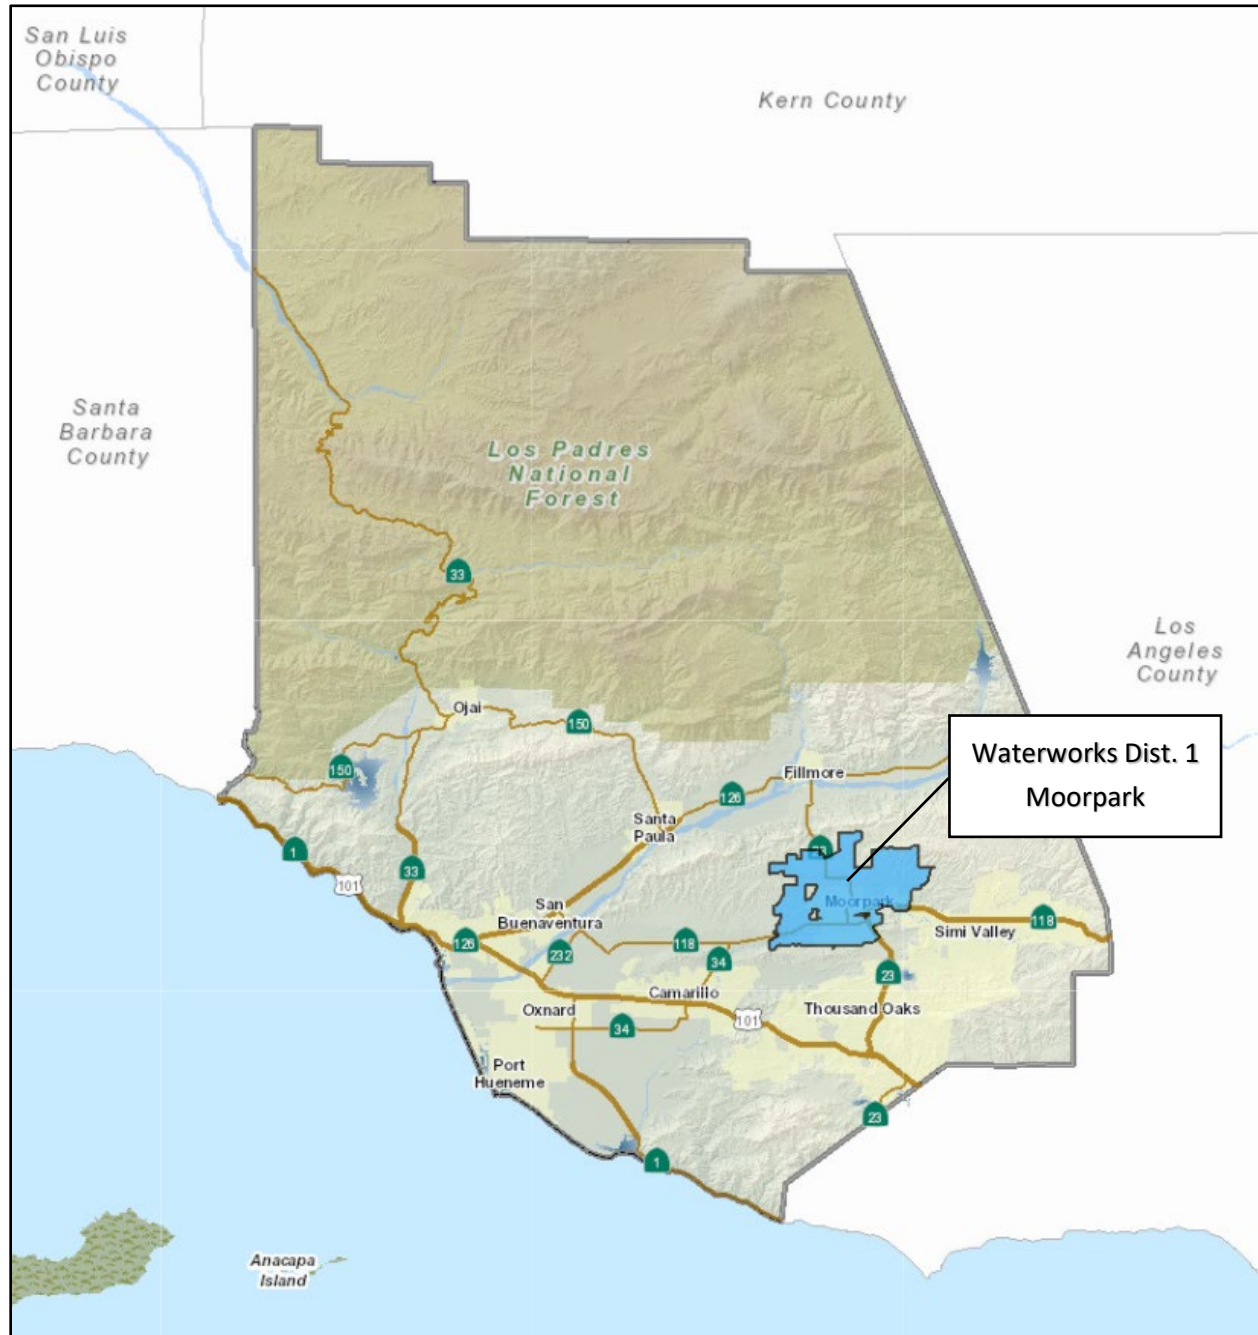 San Luis
Obispo
County
Kern County
Santa
Barbara
County
Los Padres
National
Forest
33
Los
Angeles
County
Ojai
150
150
Waterworks Dist. 1
Moorpark
Fillmore
126
Santa
Paula
1
101
33
Moorpark
San
Buenaventura
126
232
118
34
Simi Valley
118
23
Camarillo
Oxnard
34
101
Thousand Oaks
Port
Hueneme
23
1
Anacapa
Island